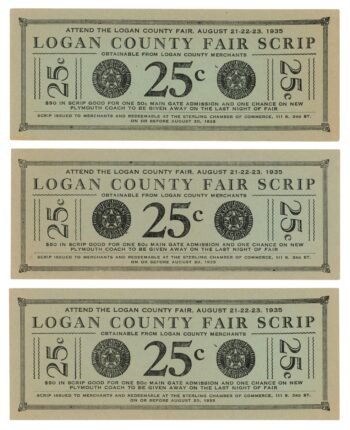 ATTEND THE LOGAN COUNTY FAIR. AUGUST 21-22-23, 1935
LOGAN COUNTY FAIR SCRIP
OBTAINABLE FROM LOGAN COUNTY MERCHANTS
25c 25c 25c
$50 IN SCRIP GOOD FOR ONE 50c MAIN GATE ADMISSION AND ONE CHANCE ON NEW
PLYMOUTH COACH TO BE GIVEN AWAY ON THE LAST NIGHT OF FAIR
SCRIP ISSUED TO MERCHANTS AND REDEEMABLE AT THE STERLING CHAMBER OF COMMERCE, 111 S. 2nd ST.
ON OR BEFORE AUGUST 20, 1935
ATTEND THE LOGAN COUNTY FAIR. AUGUST 21-22-23, 1935
LOGAN COUNTY FAIR SCRIP
OBTAINABLE FROM LOGAN COUNTY MERCHANTS
25c 25c 25c
$50 IN SCRIP GOOD FOR ONE 50c MAIN GATE ADMISSION AND ONE CHANCE ON NEW
PLYMOUTH COACH TO BE GIVEN AWAY ON THE LAST NIGHT OF FAIR
SCRIP ISSUED TO MERCHANTS AND REDEEMABLE AT THE STERLING CHAMBER OF COMMERCE, 111 S. 2nd ST.
ON OR BEFORE AUGUST 20, 1935
ATTEND THE LOGAN COUNTY FAIR. AUGUST 21-22-23, 1935
LOGAN COUNTY FAIR SCRIP
OBTAINABLE FROM LOGAN COUNTY MERCHANTS
25c 25c 25c
$50 IN SCRIP GOOD FOR ONE 50c MAIN GATE ADMISSION AND ONE CHANCE ON NEW
PLYMOUTH COACH TO BE GIVEN AWAY ON THE LAST NIGHT OF FAIR
SCRIP ISSUED TO MERCHANTS AND REDEEMABLE AT THE STERLING CHAMBER OF COMMERCE, 111 S. 2nd ST.
ON OR BEFORE AUGUST 20, 1935